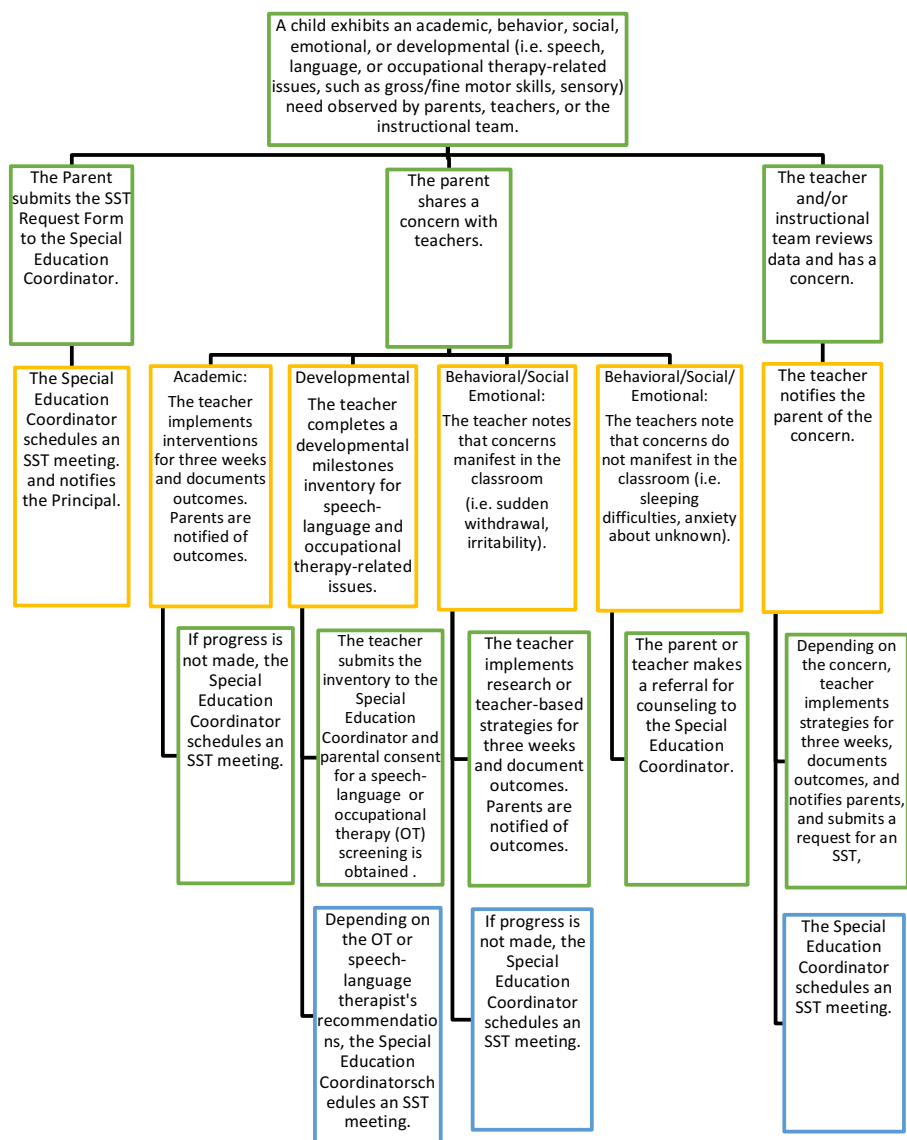 A child exhibits an academic, behavior, social,
emotional, or developmental (i.e. speech,
language, or occupational therapy-related
issues, such as gross/fine motor skills, sensory)
need observed by parents, teachers, or the
instructional team.
The Parent
submits the SST
Request Form
to the Special
Education
Coordinator.
The parent
shares a
concern with
teachers.
The teacher
and/or
instructional
team reviews
data and has a
concern.
The Special
Education
Coordinator
schedules an
SST meeting.
and notifies
the Principal.
Academic:
The teacher
implements
interventions
for three weeks
and documents
outcomes.
Parents are
notified of
outcomes.
Developmental
The teacher
completes a
developmental
milestones
inventory for
speech-
language and
occupational
therapy-related
issues.
Behavioral/Social
Emotional:
The teacher notes
that concerns
manifest in the
classroom
(i.e. sudden
withdrawal,
irritability).
Behavioral/Social/
Emotional:
The teachers note
that concerns do not
manifest in the
classroom (i.e.
sleeping
difficulties, anxiety
about unknown).
The teacher
notifies the
parent of the
concern.
If progress is
not made, the
Special
Education
Coordinator
schedules an
SST meeting.
The teacher
submits the
inventory to the
Special
Education
Coordinator and
parental consent
for a speech-
language or
occupational
therapy (OT)
screening is
obtained .
The teacher
implements
research or
teacher-based
strategies for
three weeks
and document
outcomes.
Parents are
notified of
outcomes.
The parent or
teacher makes
a referral for
counseling to
the Special
Education
Coordinator.
Depending on
the concern,
teacher
implements
strategies for
three weeks,
documents
outcomes, and
notifies parents,
and submits a
request for an
SST,
Depending on
the OT or
speech-
language
therapist's
recommendatio
ns, the Special
Education
Coordinatorsch
edules an SST
meeting.
If progress is
not made, the
Special
Education
Coordinator
schedules an
SST meeting.
The Special
Education
Coordinator
schedules an
SST meeting.